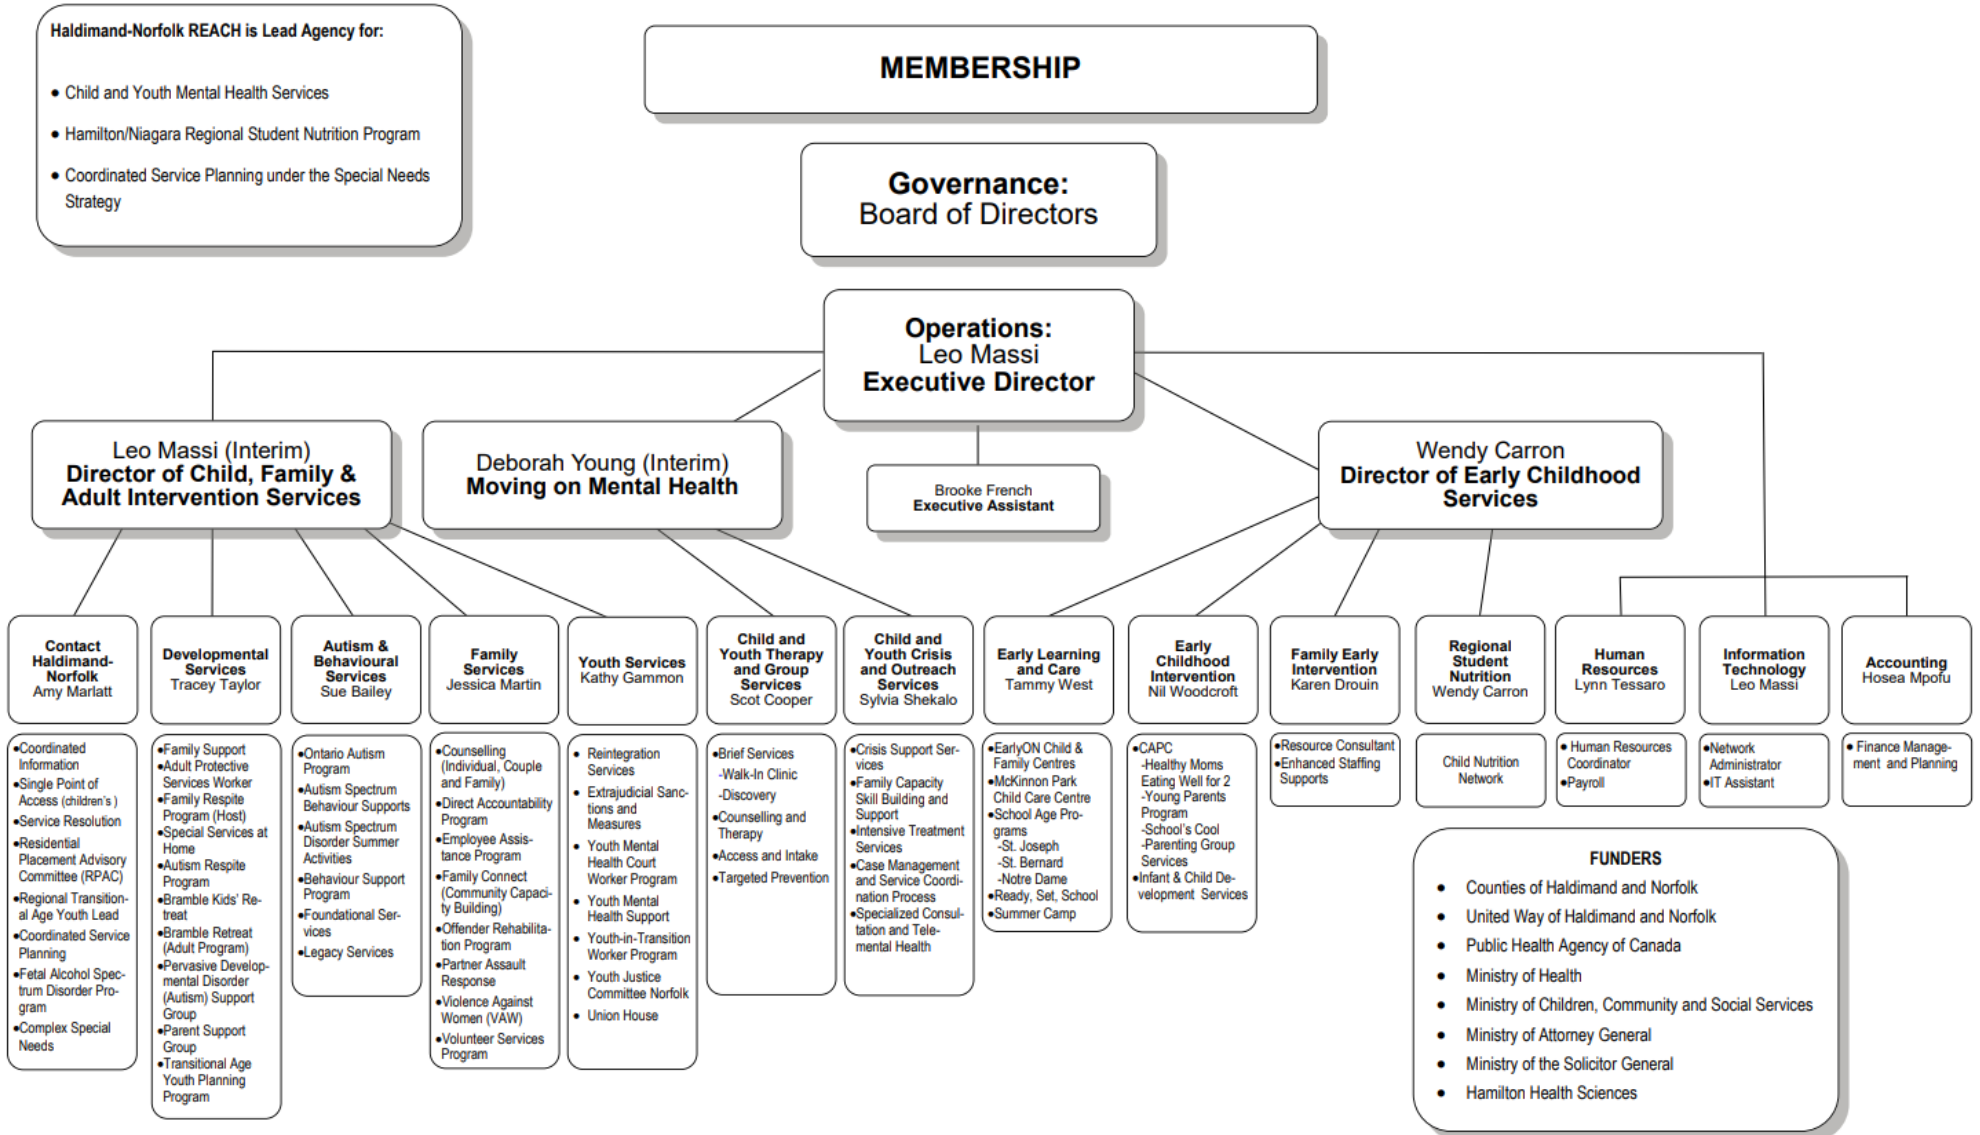 Haldimand-Norfolk REACH is Lead Agency for:
• Child and Youth Mental Health Services
• Hamilton/Niagara Regional Student Nutrition Program
• Coordinated Service Planning under the Special Needs
Strategy
MEMBERSHIP
Governance:
Board of Directors
Operations:
Leo Massi
Executive Director
Leo Massi (Interim)
Director of Child, Family &
Adult Intervention Services
Deborah Young (Interim)
Moving on Mental Health
Brooke French
Executive Assistant
Wendy Carron
Director of Early Childhood
Services
Contact
Haldimand-
Norfolk
Amy Marlatt
•Coordinated
Information
•Single Point of
Access (children's )
•Service Resolution
•Residential
Placement Advisory
Committee (RPAC)
•Regional Transition-
al Age Youth Lead
•Coordinated Service
Planning
•Fetal Alcohol Spec-
trum Disorder Pro-
gram
•Complex Special
Needs
Developmental
Services
Tracey Taylor
•Family Support
•Adult Protective
Services Worker
•Family Respite
Program (Host)
•Special Services at
Home
•Autism Respite
Program
•Bramble Kids' Re-
treat
•Bramble Retreat
(Adult Program)
•Pervasive Develop-
mental Disorder
(Autism) Support
Group
•Parent Support
Group
•Transitional Age
Youth Planning
Program
Autism &
Behavioural
Services
Sue Bailey
•Ontario Autism
Program
•Autism Spectrum
Behaviour Supports
•Autism Spectrum
Disorder Summer
Activities
•Behaviour Support
Program
•Foundational Ser-
vices
•Legacy Services
Family
Services
Jessica Martin
•Counselling
(Individual, Couple
and Family)
•Direct Accountability
Program
•Employee Assis-
tance Program
•Family Connect
(Community Capaci-
ty Building)
•Offender Rehabilita-
tion Program
•Partner Assault
Response
•Violence Against
Women (VAW)
•Volunteer Services
Program
Youth Services
Kathy Gammon
• Reintegration
Services
• Extrajudicial Sanc-
tions and
Measures
• Youth Mental
Health Court
Worker Program
• Youth Mental
Health Support
• Youth-in-Transition
Worker Program
• Youth Justice
Committee Norfolk
• Union House
Child and
Youth Therapy
and Group
Services
Scot Cooper
•Brief Services
-Walk-In Clinic
-Discovery
•Counselling and
Therapy
•Access and Intake
•Targeted Prevention
Child and
Youth Crisis
and Outreach
Services
Sylvia Shekalo
•Crisis Support Ser-
vices
•Family Capacity
Skill Building and
Support
•Intensive Treatment
Services
•Case Management
and Service Coordi-
nation Process
•Specialized Consul-
tation and Tele-
mental Health
Early Learning
and Care
Tammy West
•EarlyON Child &
Family Centres
•McKinnon Park
Child Care Centre
•School Age Pro-
grams
-St. Joseph
-St. Bernard
-Notre Dame
•Ready, Set, School
•Summer Camp
Early
Childhood
Intervention
Nil Woodcroft
•CAPC
-Healthy Moms
Eating Well for 2
-Young Parents
Program
-School's Cool
-Parenting Group
Services
•Infant & Child De-
velopment Services
Family Early
Intervention
Karen Drouin
•Resource Consultant
•Enhanced Staffing
Supports
Regional
Student
Nutrition
Wendy Carron
Child Nutrition
Network
Human
Resources
Lynn Tessaro
• Human Resources
Coordinator
•Payroll
Information
Technology
Leo Massi
•Network
Administrator
•IT Assistant
Accounting
Hosea Mpofu
• Finance Manage-
ment and Planning
FUNDERS
• Counties of Haldimand and Norfolk
• United Way of Haldimand and Norfolk
• Public Health Agency of Canada
• Ministry of Health
• Ministry of Children, Community and Social Services
• Ministry of Attorney General
• Ministry of the Solicitor General
• Hamilton Health Sciences